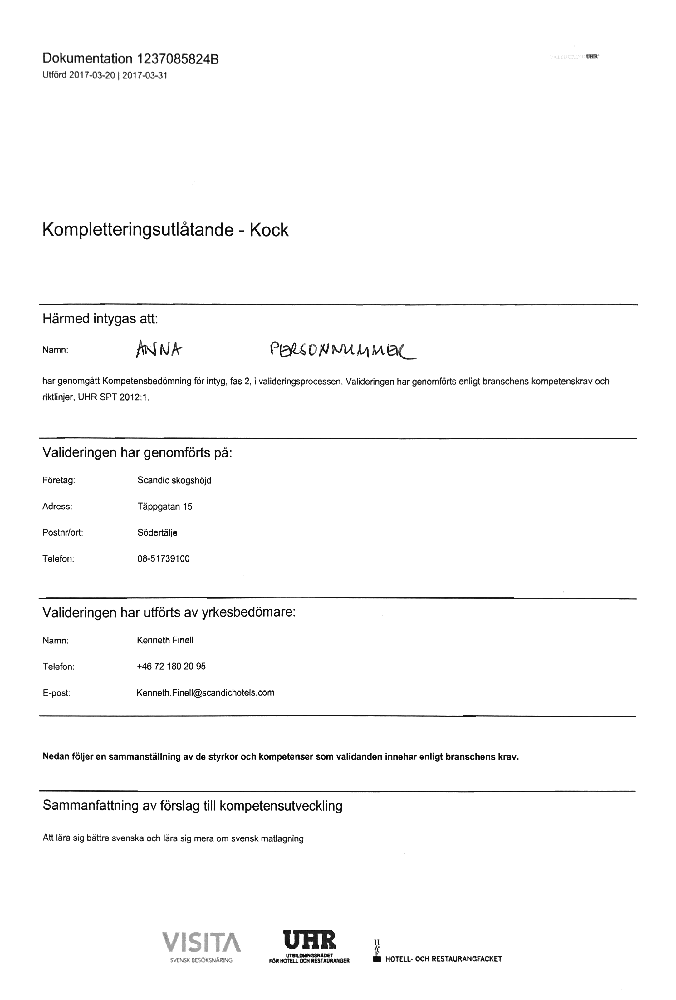 Dokumentation 1237085824B
VALIDERING UHR
Utförd 2017-03-20 | 2017-03-31
Kompletteringsutlåtande - Kock
Härmed intygas att:
Namn: ANNA PERSONNUMMER
har genomgått Kompetensbedömning för intyg, fas 2, i valideringsprocessen. Valideringen har genomförts enligt branschens kompetenskrav och
riktlinjer, UHR SPT 2012:1.
Valideringen har genomförts på:
Företag: Scandic skogshöjd
Adress: Täppgatan 15
Postnr/ort: Södertälje
Telefon: 08-51739100
Valideringen har utförts av yrkesbedömare:
Namn: Kenneth Finell
Telefon: +46 72 180 20 95
E-post: Kenneth.Finell@scandichotels.com
Nedan följer en sammanställning av de styrkor och kompetenser som validanden innehar enligt branschens krav.
Sammanfattning av förslag till kompetensutveckling
Att lära sig bättre svenska och lära sig mera om svensk matlagning
VISITA
SVENSK BESÖKSNÄRING
UHR
UTBILDNINGSRÅDET
FÖR HOTELL OCH RESTAURANGER
HRF
HOTELL- OCH RESTAURANGFACKET